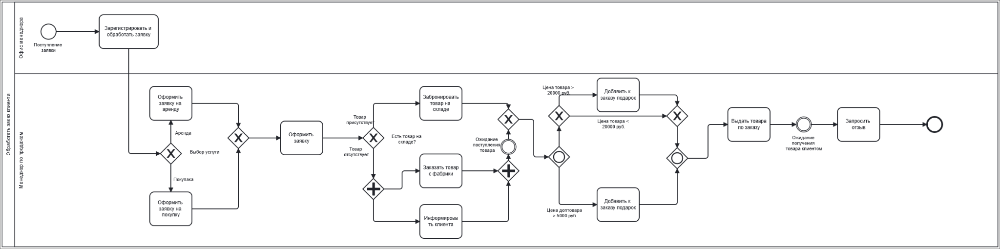 Обработать заказ клиента
Офис менеджера
Поступление
заявки
Зарегистрировать и
обработать заявку
Менеджер по продажам
Оформить
заявку на
аренду
Аренда
Выбор услуги
Покупака
Оформить
заявку на
покупку
Оформить
заявку
Товар
присутствует
Есть товар на
складе?
Товар
отсутствует
Забронировать
товар на
складе
Заказать товар
с фабрики
Информирова
ть клиента
Ожидание
поступления
товара
Цена товара >
20000 руб.
Добавить к
заказу подарок
Цена товара <
20000 руб.
Цена доптовара
> 5000 руб.
Добавить к
заказу подарок
Выдать товара
по заказу
Ожидание
получения
товара клиентом
Запросить
отзыв